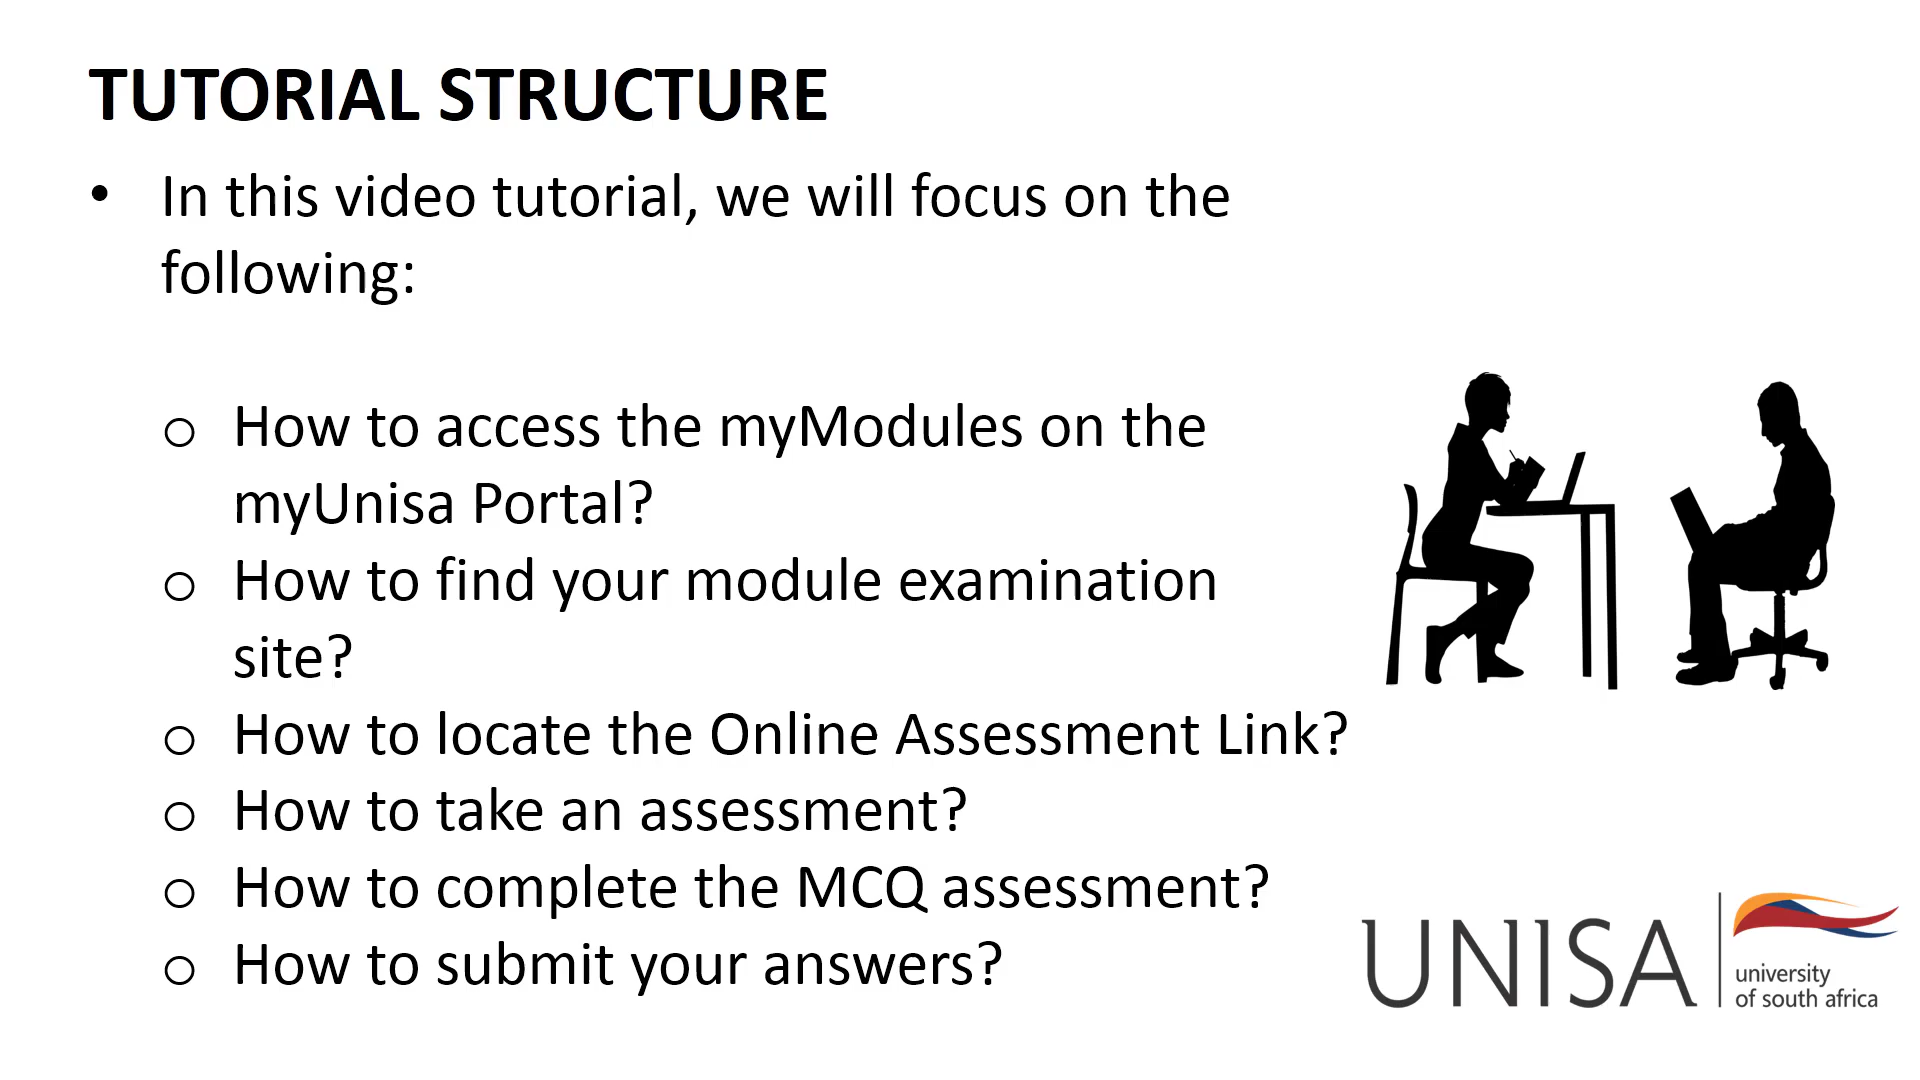 TUTORIAL STRUCTURE
• In this video tutorial, we will focus on the
following:
o How to access the myModules on the
myUnisa Portal?
o How to find your module examination
site?
o How to locate the Online Assessment Link?
o How to take an assessment?
o How to complete the MCQ assessment?
o How to submit your answers?
UNISA
university
of south africa